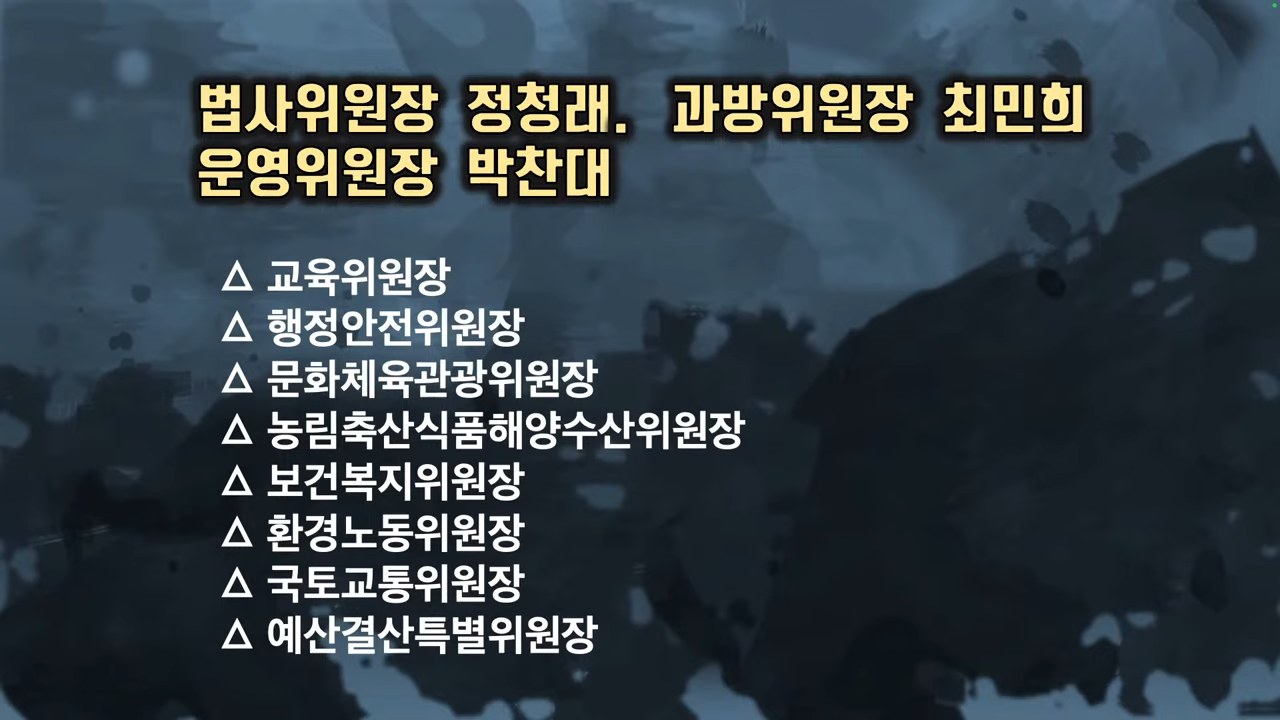 법사위원장 정청래. 과방위원장 최민희
운영위원장 박찬대
△ 교육위원장
△ 행정안전위원장
△ 문화체육관광위원장
△ 농림축산식품해양수산위원장
△ 보건복지위원장
△ 환경노동위원장
△ 국토교통위원장
△ 예산결산특별위원장